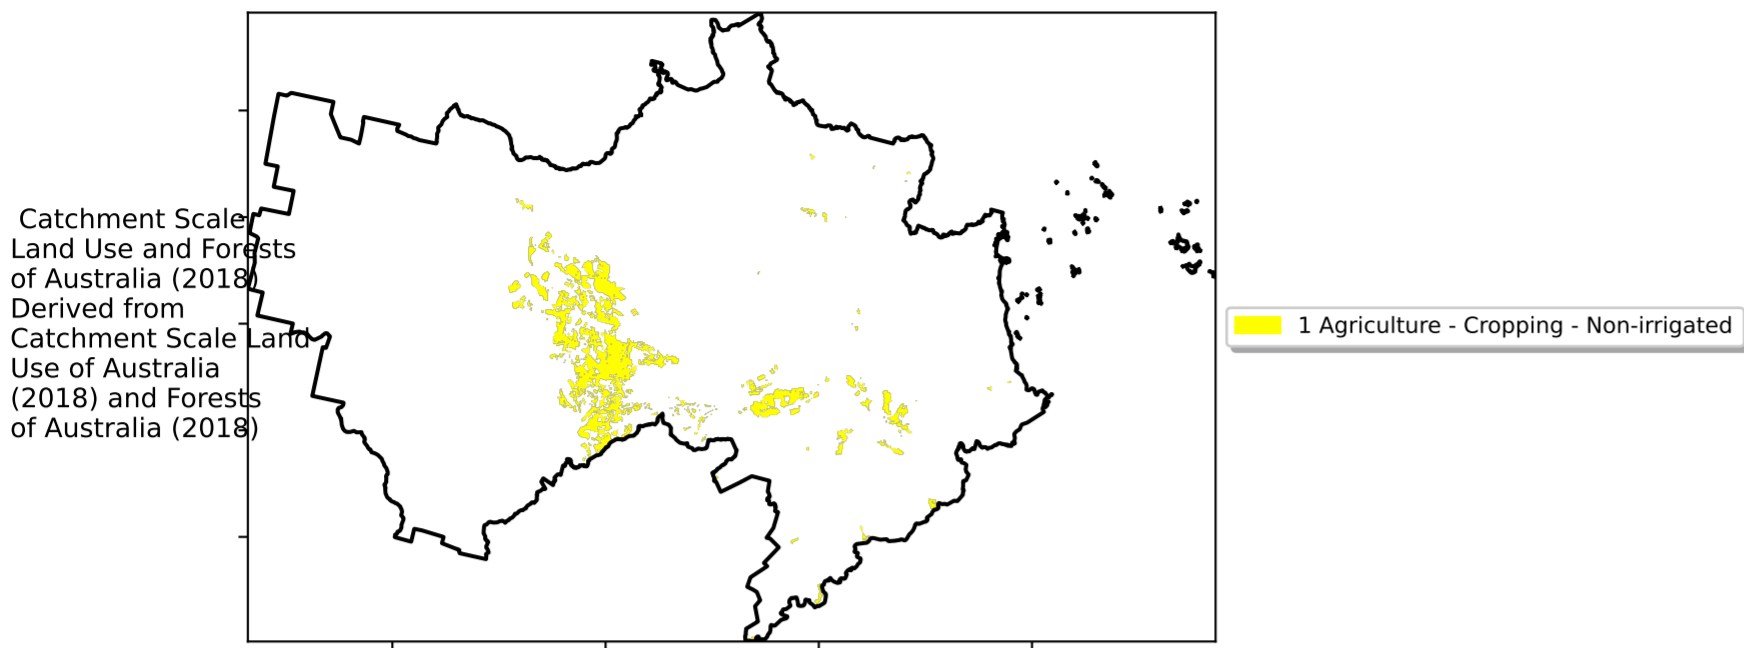 Catchment Scale
Land Use and Forests
of Australia (2018)
Derived from
Catchment Scale Land
Use of Australia
(2018) and Forests
of Australia (2018)
1 Agriculture - Cropping - Non-irrigated